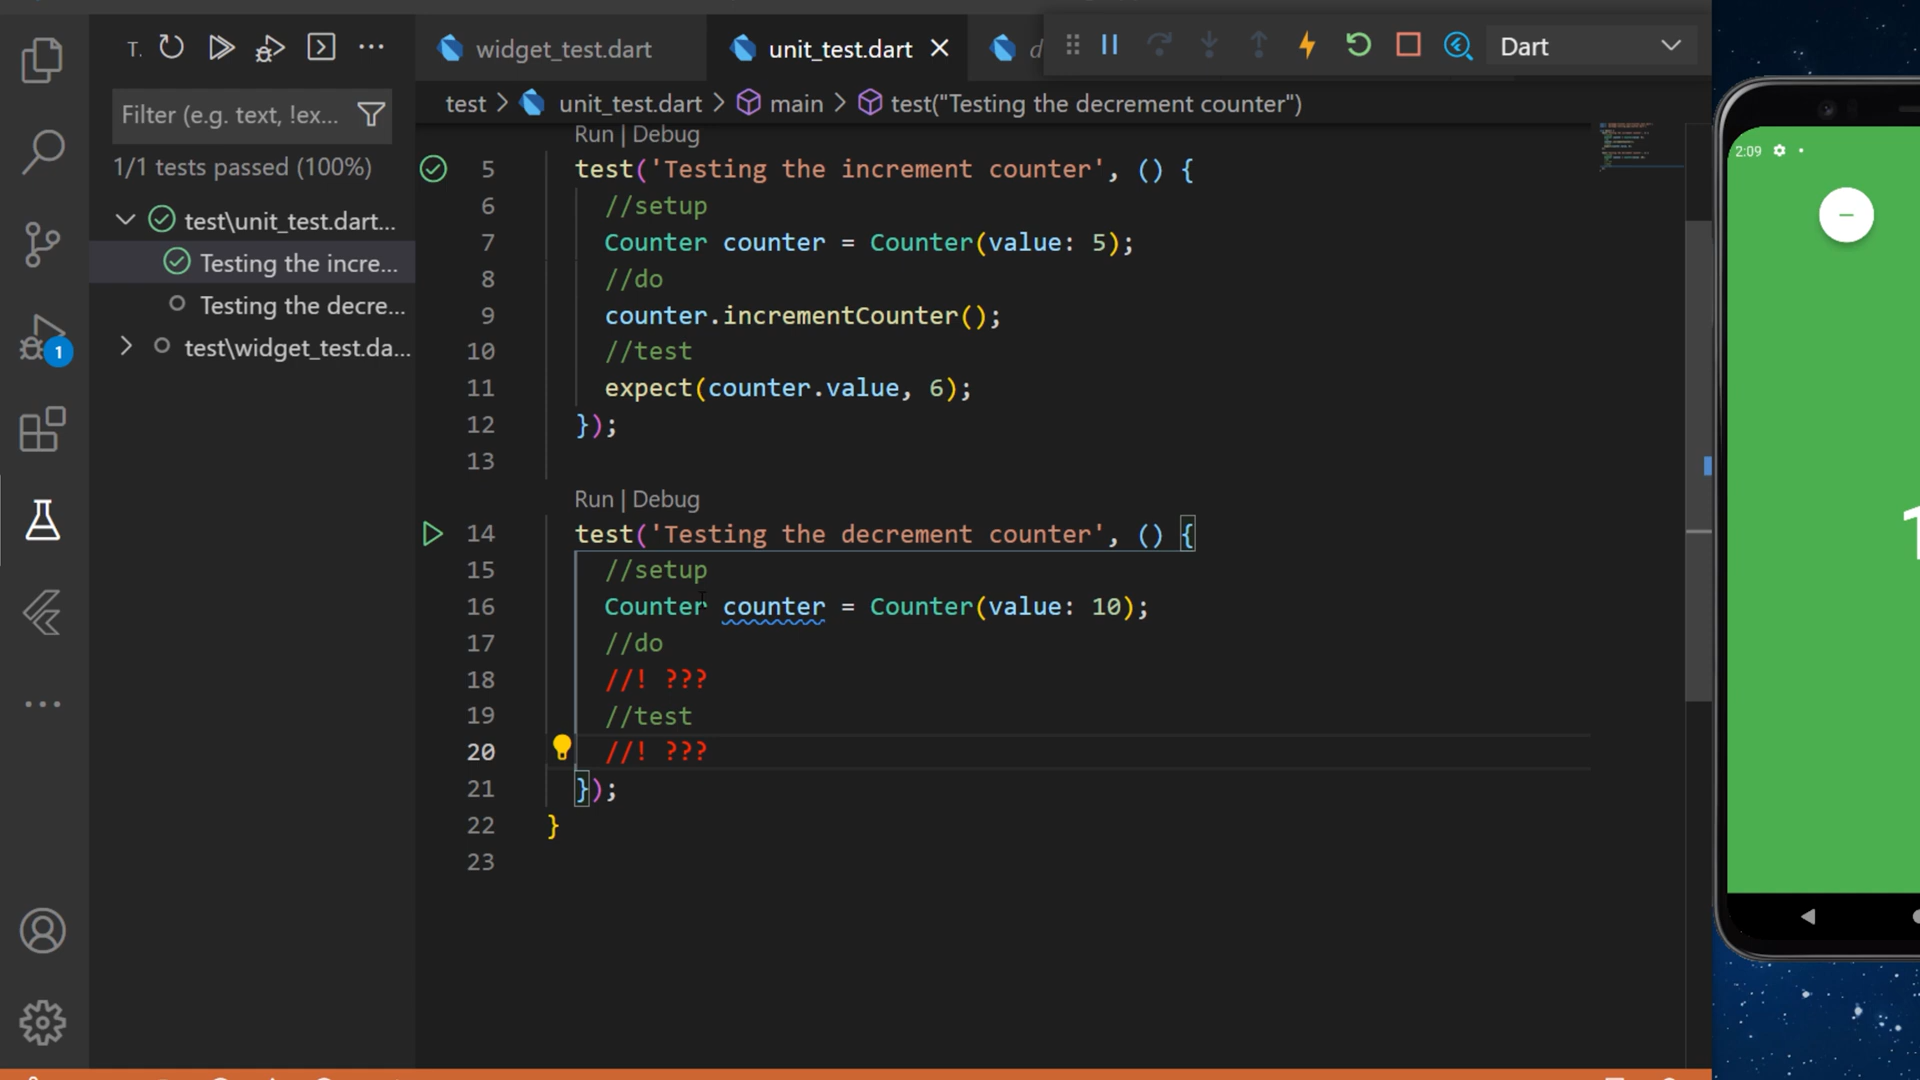 T.
widget_test.dart
unit_test.dart
d
Dart
Filter (e.g. text, !ex...
1/1 tests passed (100%)
test\unit_test.dart...
Testing the incre...
Testing the decre...
test\widget_test.da...
1
test > unit_test.dart > main > test("Testing the decrement counter")
Run | Debug
5 test('Testing the increment counter', () {
6 //setup
7 Counter counter = Counter(value: 5);
8 //do
9 counter.incrementCounter();
10 //test
11 expect(counter.value, 6);
12 });
13
Run | Debug
14 test('Testing the decrement counter', () {
15 //setup
16 Counter counter = Counter(value: 10);
17 //do
18 //! ???
19 //test
20 //! ???
21 });
22 }
23
2:09
1